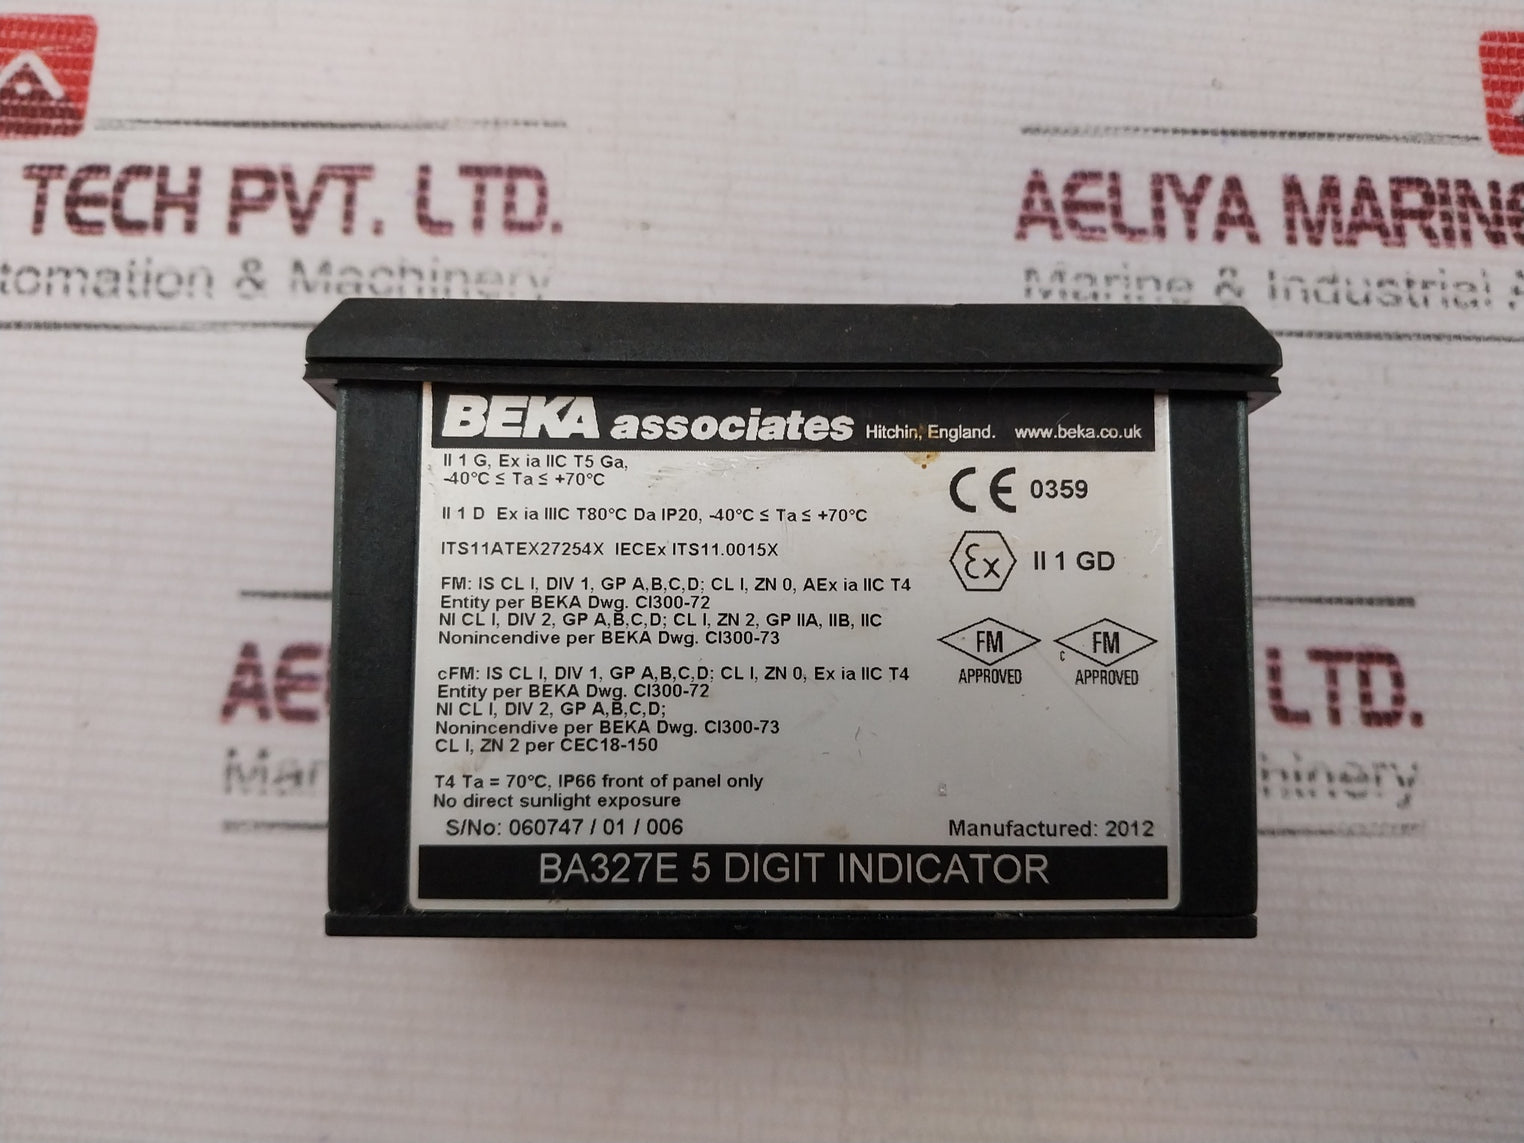 TECH PVT. LTD.
AELIYA MARINE
tomation & Machinery
Marine & Industrial
BEKA associates Hitchin, England. www.beka.co.uk
II 1 G, Ex ia IIC T5 Ga,
-40°C ≤ Ta ≤ +70°C
II 1 D Ex ia IIIC T80°C Da IP20, -40°C ≤ Ta ≤ +70°C
ITS11ATEX27254X IECEx ITS11.0015X
FM: IS CL I, DIV 1, GP A,B,C,D; CL I, ZN 0, AEx ia IIC T4
Entity per BEKA Dwg. CI300-72
NI CL I, DIV 2, GP A,B,C,D; CL I, ZN 2, GP IIA, IIB, IIC
Nonincendive per BEKA Dwg. CI300-73
cFM: IS CL I, DIV 1, GP A,B,C,D; CL I, ZN 0, Ex ia IIC T4
Entity per BEKA Dwg. CI300-72
NI CL I, DIV 2, GP A,B,C,D;
Nonincendive per BEKA Dwg. CI300-73
CL I, ZN 2 per CEC18-150
T4 Ta = 70°C, IP66 front of panel only
No direct sunlight exposure
S/No: 060747 / 01 / 006
CE 0359
Ex II 1 GD
FM APPROVED
c FM APPROVED
Manufactured: 2012
BA327E 5 DIGIT INDICATOR
AE
LTD.
Mar
hinery